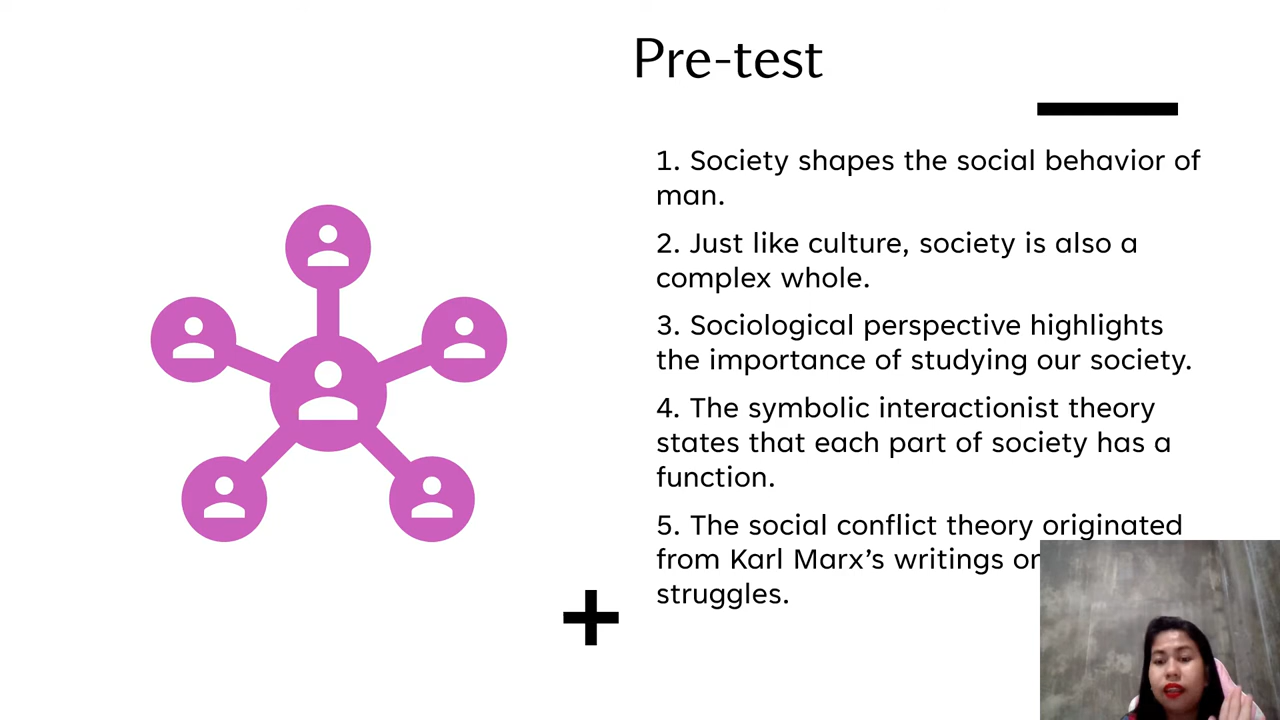 Pre-test
1. Society shapes the social behavior of
man.
2. Just like culture, society is also a
complex whole.
3. Sociological perspective highlights
the importance of studying our society.
4. The symbolic interactionist theory
states that each part of society has a
function.
5. The social conflict theory originated
from Karl Marx’s writings
struggles.